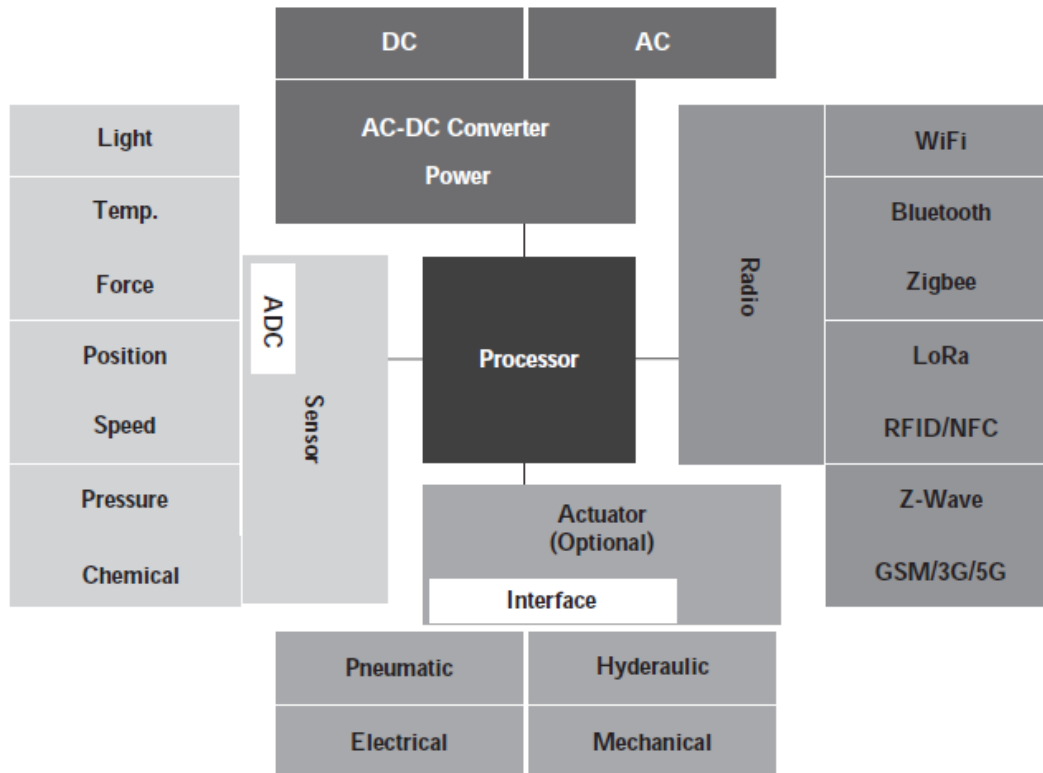 DC
AC
AC-DC Converter
Power
Light
Temp.
Force
Position
Speed
Pressure
Chemical
ADC
Sensor
Processor
Radio
WiFi
Bluetooth
Zigbee
LoRa
RFID/NFC
Z-Wave
GSM/3G/5G
Actuator
(Optional)
Interface
Pneumatic
Hyderaulic
Electrical
Mechanical